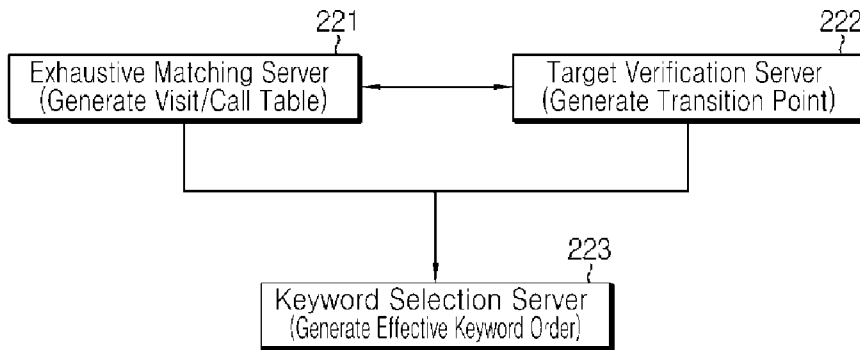 221
Exhaustive Matching Server
(Generate Visit/Call Table)
222
Target Verification Server
(Generate Transition Point)
223
Keyword Selection Server
(Generate Effective Keyword Order)